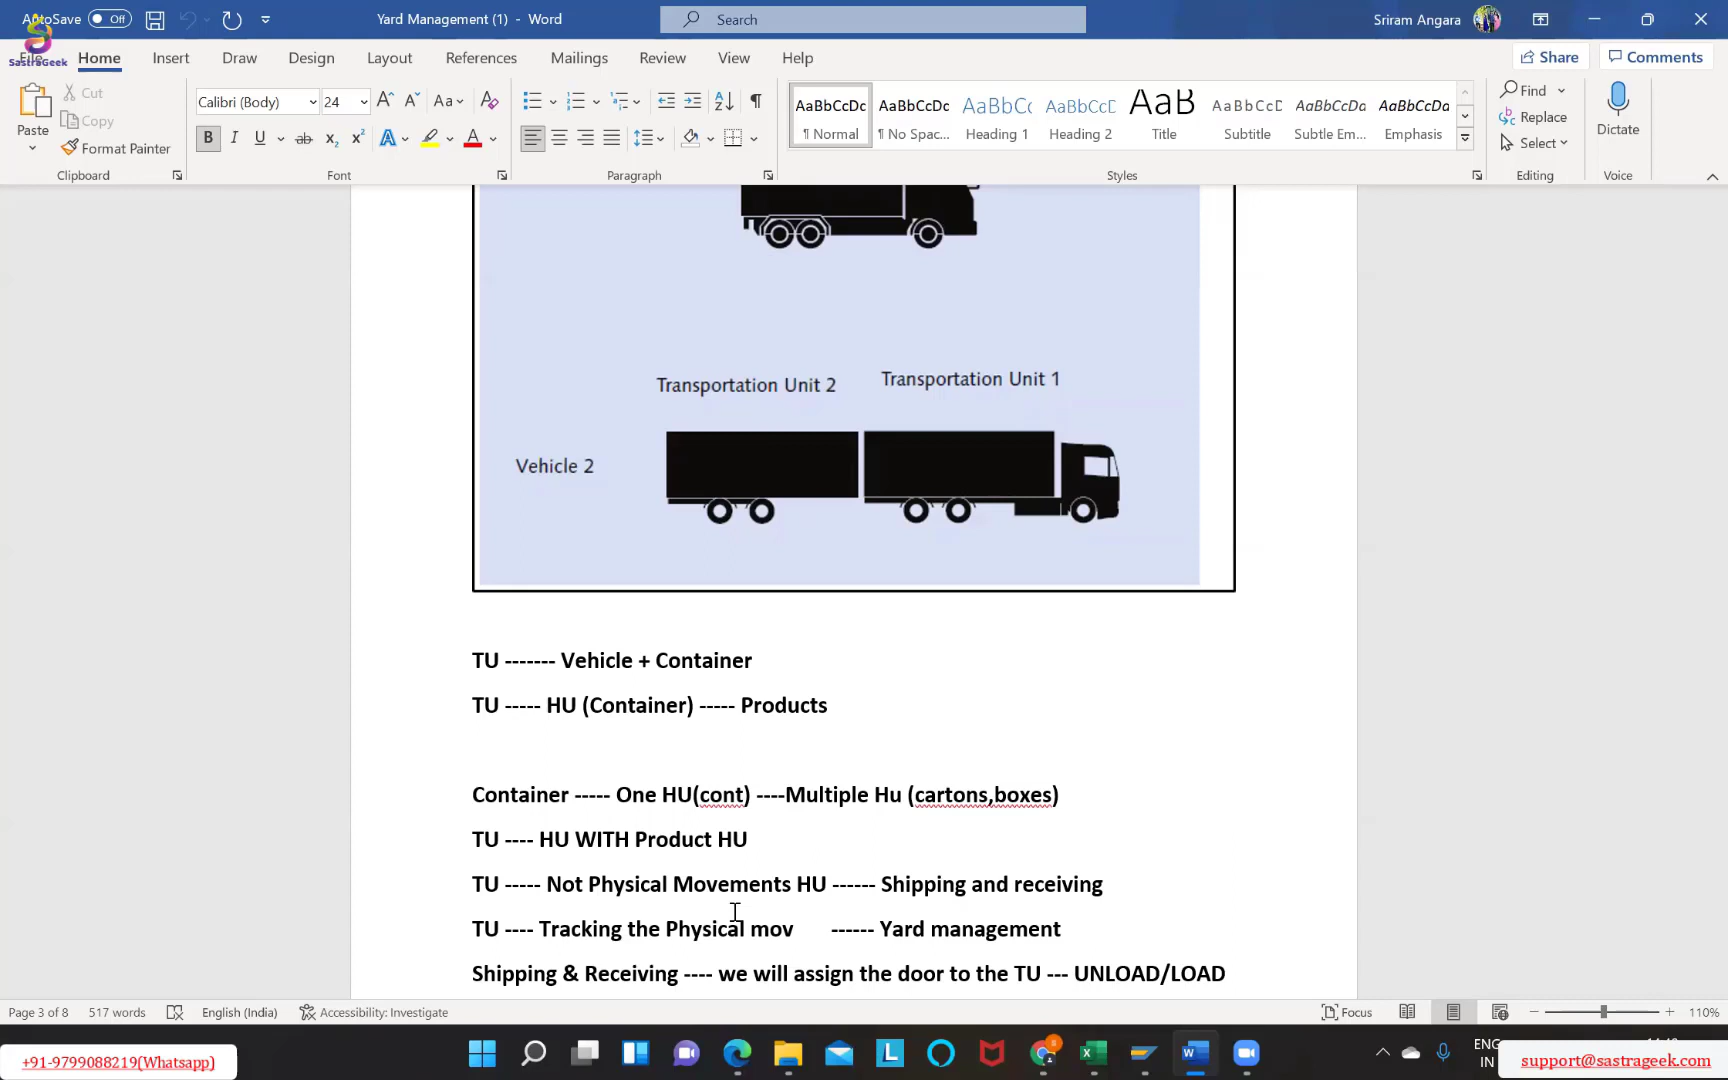 AutoSave Off Yard Management (1) - Word Search Sriram Angara
SastraGeek
File Home Insert Draw Design Layout References Mailings Review View Help Share Comments
Paste Cut Copy Format Painter
Clipboard
Calibri (Body) 24
Font
Paragraph
AaBbCcDc AaBbCcDc AaBbCc AaBbCcD AaB AaBbCcD AaBbCcDa AaBbCcDa
¶ Normal ¶ No Spac... Heading 1 Heading 2 Title Subtitle Subtle Em... Emphasis
Styles
Find
Replace
Select
Editing
Dictate
Voice
Transportation Unit 2 Transportation Unit 1
Vehicle 2
TU ------- Vehicle + Container
TU ----- HU (Container) ----- Products
Container ----- One HU(cont) ----Multiple Hu (cartons,boxes)
TU ---- HU WITH Product HU
TU ----- Not Physical Movements HU ------ Shipping and receiving
TU ---- Tracking the Physical mov ------ Yard management
Shipping & Receiving ---- we will assign the door to the TU --- UNLOAD/LOAD
Page 3 of 8 517 words English (India) Accessibility: Investigate Focus 110%
+91-9799088219(Whatsapp)
ENG
IN
support@sastrageek.com